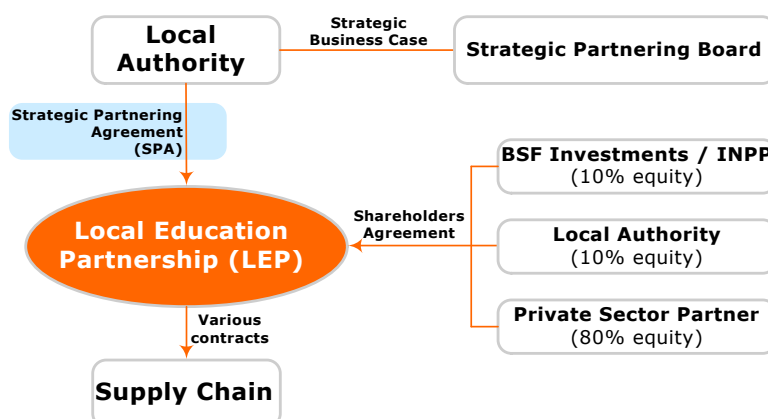 Local
Authority
Strategic
Business Case
Strategic Partnering Board
Strategic Partnering
Agreement
(SPA)
BSF Investments / INPP
(10% equity)
Local Education
Partnership (LEP)
Shareholders
Agreement
Local Authority
(10% equity)
Private Sector Partner
(80% equity)
Various
contracts
Supply Chain